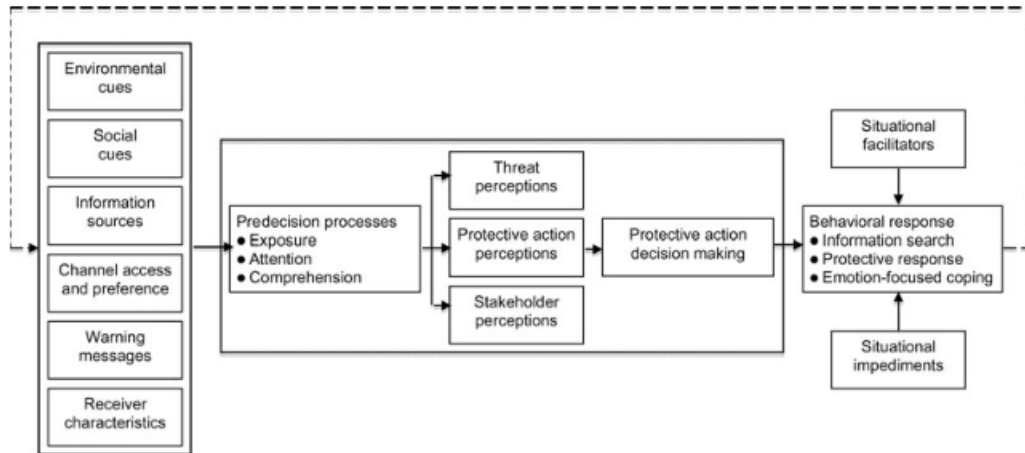 Environmental
cues
Social
cues
Information
sources
Channel access
and preference
Warning
messages
Receiver
characteristics
Predecision processes
● Exposure
● Attention
● Comprehension
Threat
perceptions
Protective action
perceptions
Stakeholder
perceptions
Protective action
decision making
Situational
facilitators
Behavioral response
● Information search
● Protective response
● Emotion-focused coping
Situational
impediments